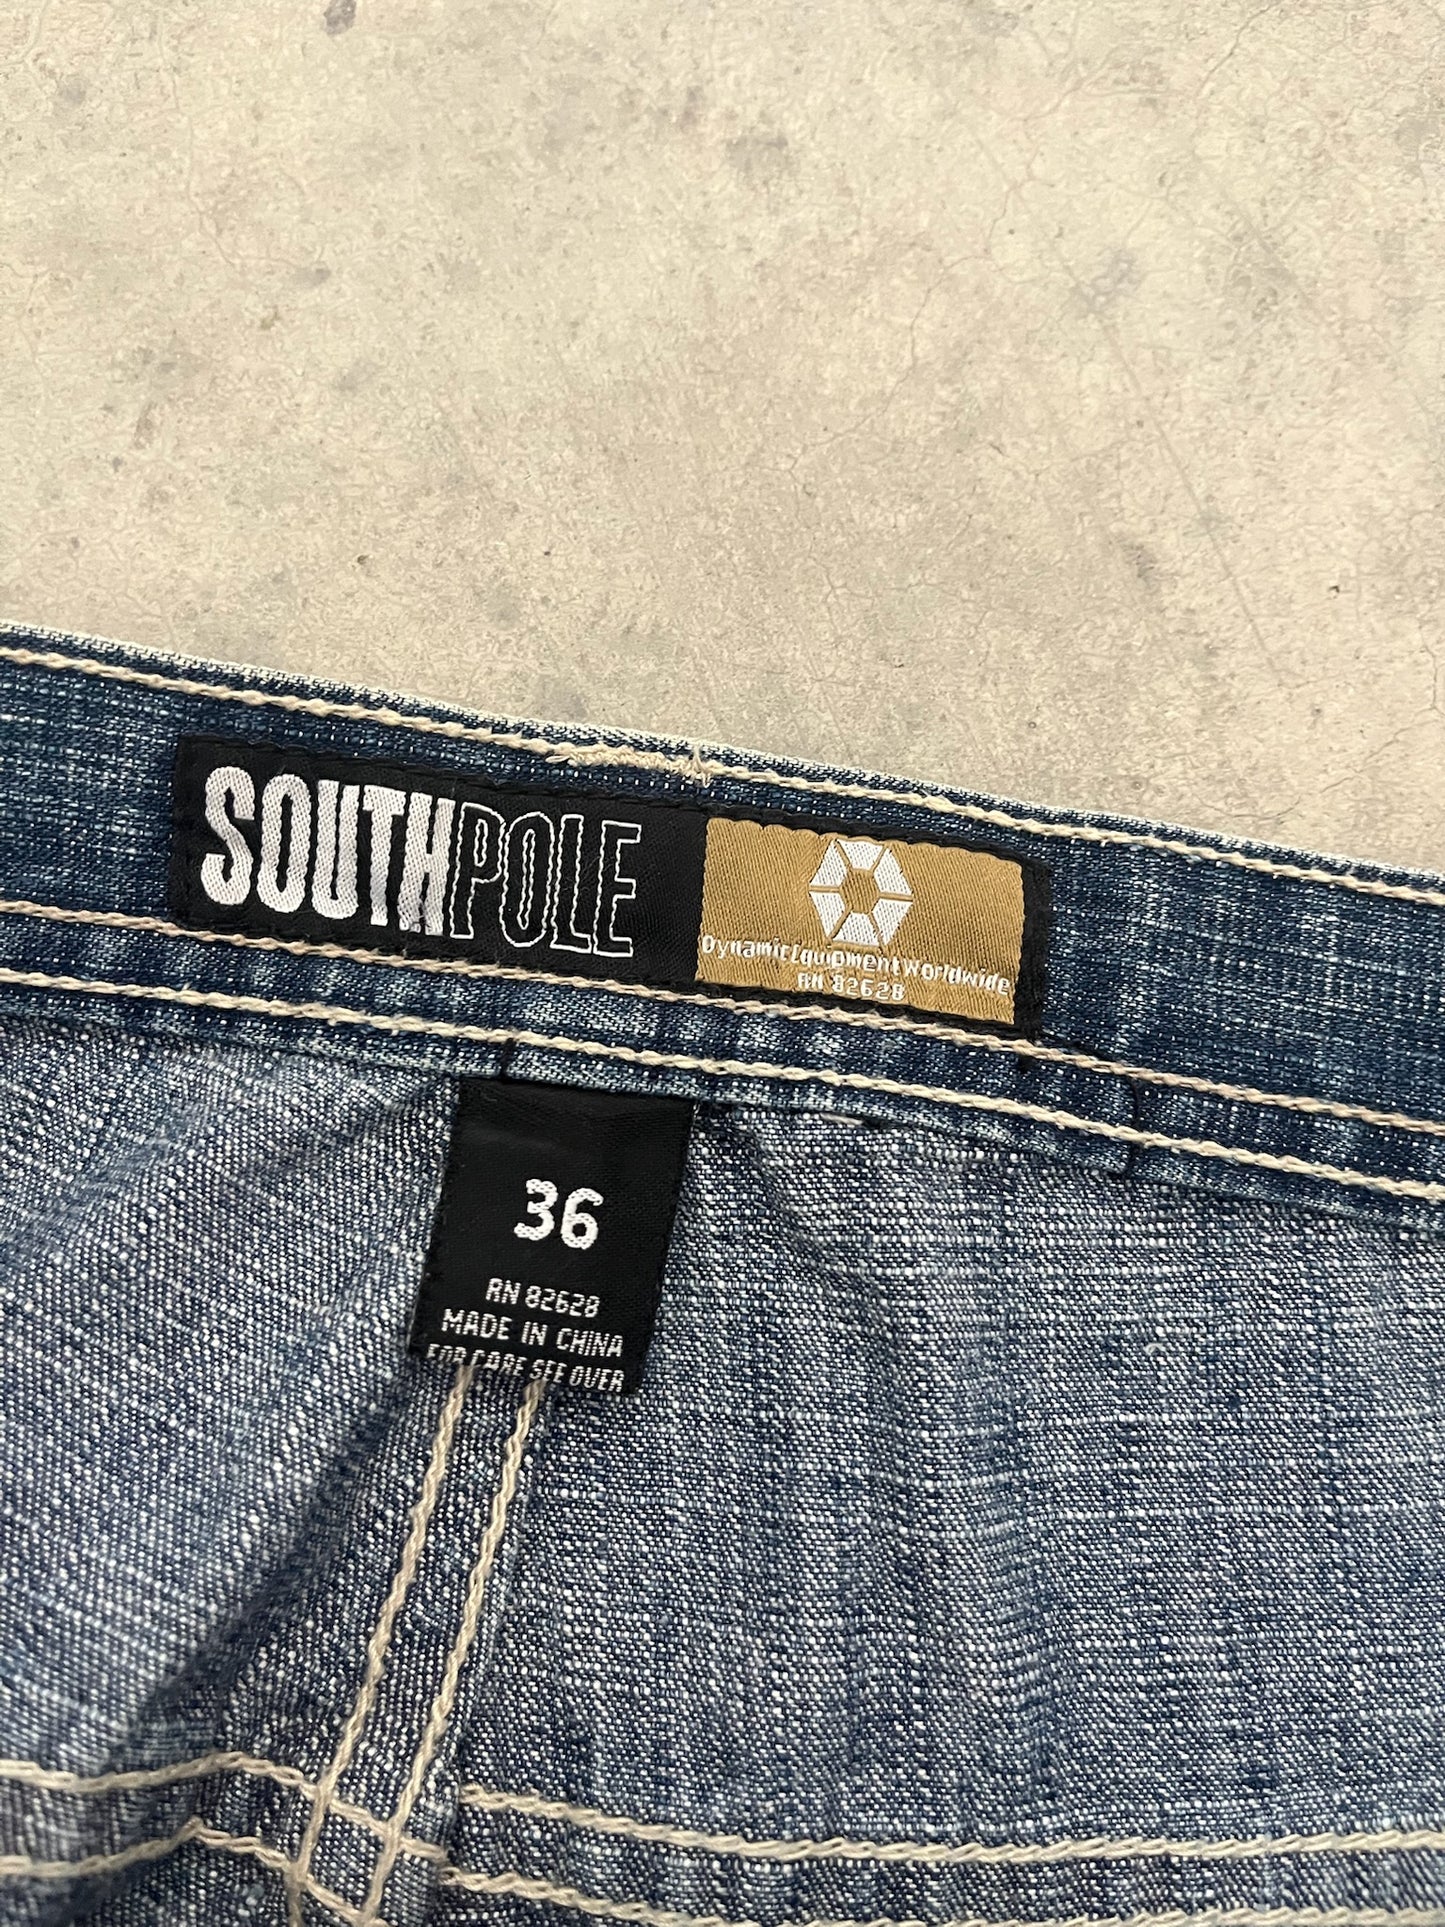 SOUTHPOLE
Dynamic Equipment Worldwide
RN 82628
36
RN 82628
MADE IN CHINA
FOR CARE SEE OVER